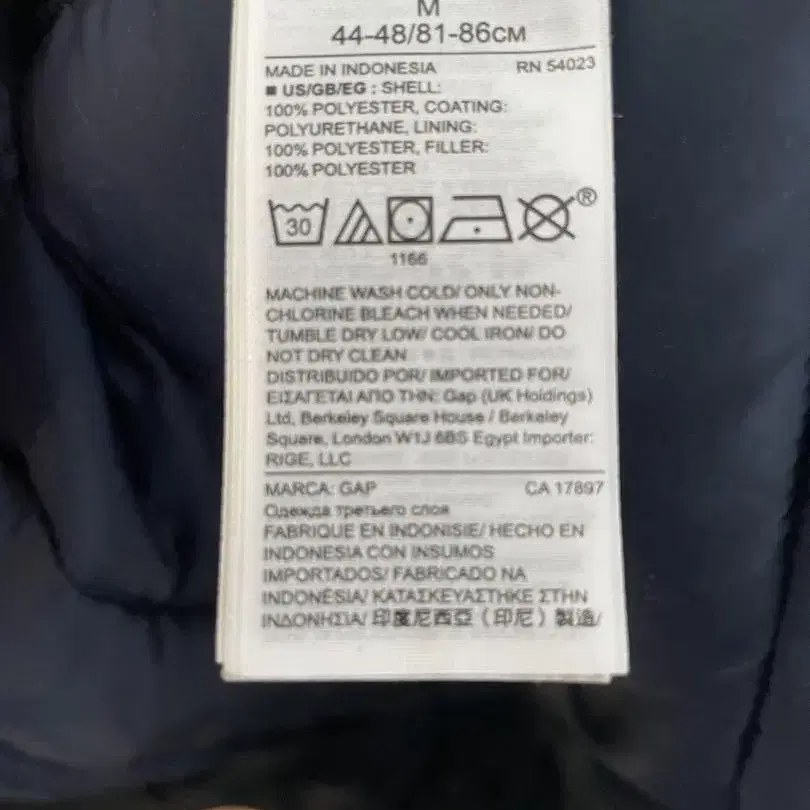 M
44-48/81-86CM
MADE IN INDONESIA RN 54023
■ US/GB/EG : SHELL:
100% POLYESTER, COATING:
POLYURETHANE, LINING:
100% POLYESTER, FILLER:
100% POLYESTER
30 ®
1166
MACHINE WASH COLD/ ONLY NON-
CHLORINE BLEACH WHEN NEEDED/
TUMBLE DRY LOW/ COOL IRON/ DO
NOT DRY CLEAN
DISTRIBUIDO POR/ IMPORTED FOR/
ΕΙΣΑΓΕΤΑΙ ΑΠΟ ΤΗΝ: Gap (UK Holdings)
Ltd, Berkeley Square House / Berkeley
Square, London W1J 6BS Egypt Importer:
RIGE, LLC
MARCA: GAP CA 17897
Одежда третьего слоя
FABRIQUE EN INDONISIE/ HECHO EN
INDONESIA CON INSUMOS
IMPORTADOS/ FABRICADO NA
INDONÉSIA/ ΚΑΤΑΣΚΕΥΑΣΤΗΚΕ ΣΤΗΝ
ΙΝΔΟΝΗΣΙΑ/ 印度尼西亞（印尼）製造/